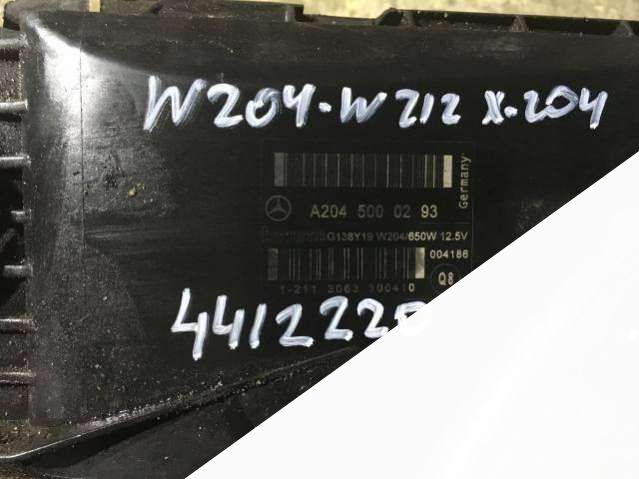 W204-W212 X-204
Germany
A204 500 02 93
G138Y19 W204/650W 12.5V
004186
1-211 3063 300410
Q8
441222